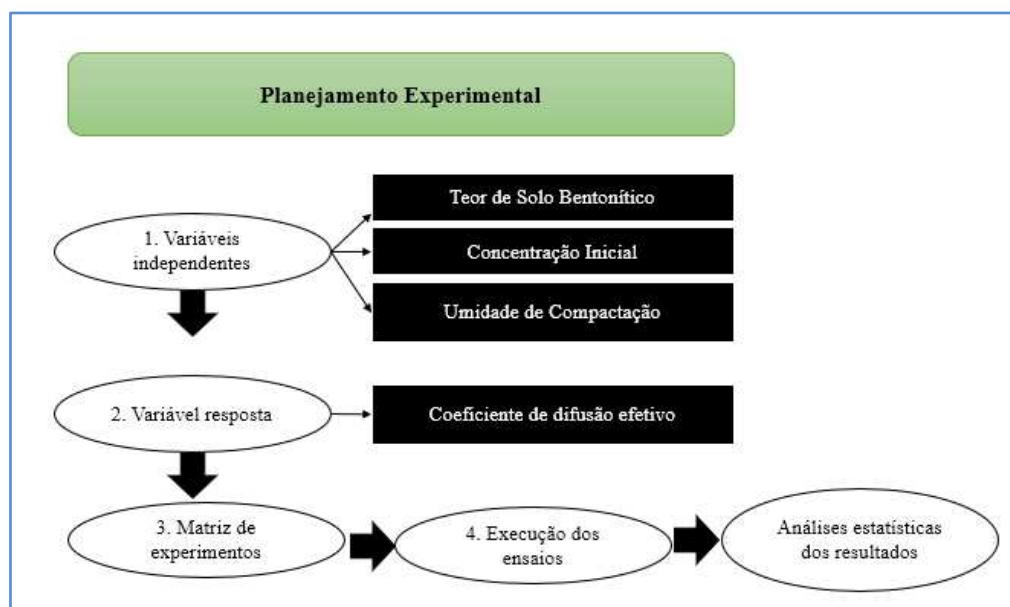 Planejamento Experimental
1. Variáveis
independentes
Teor de Solo Bentonítico
Concentração Inicial
Umidade de Compactação
2. Variável resposta
Coeficiente de difusão efetivo
3. Matriz de
experimentos
4. Execução dos
ensaios
Análises estatísticas
dos resultados